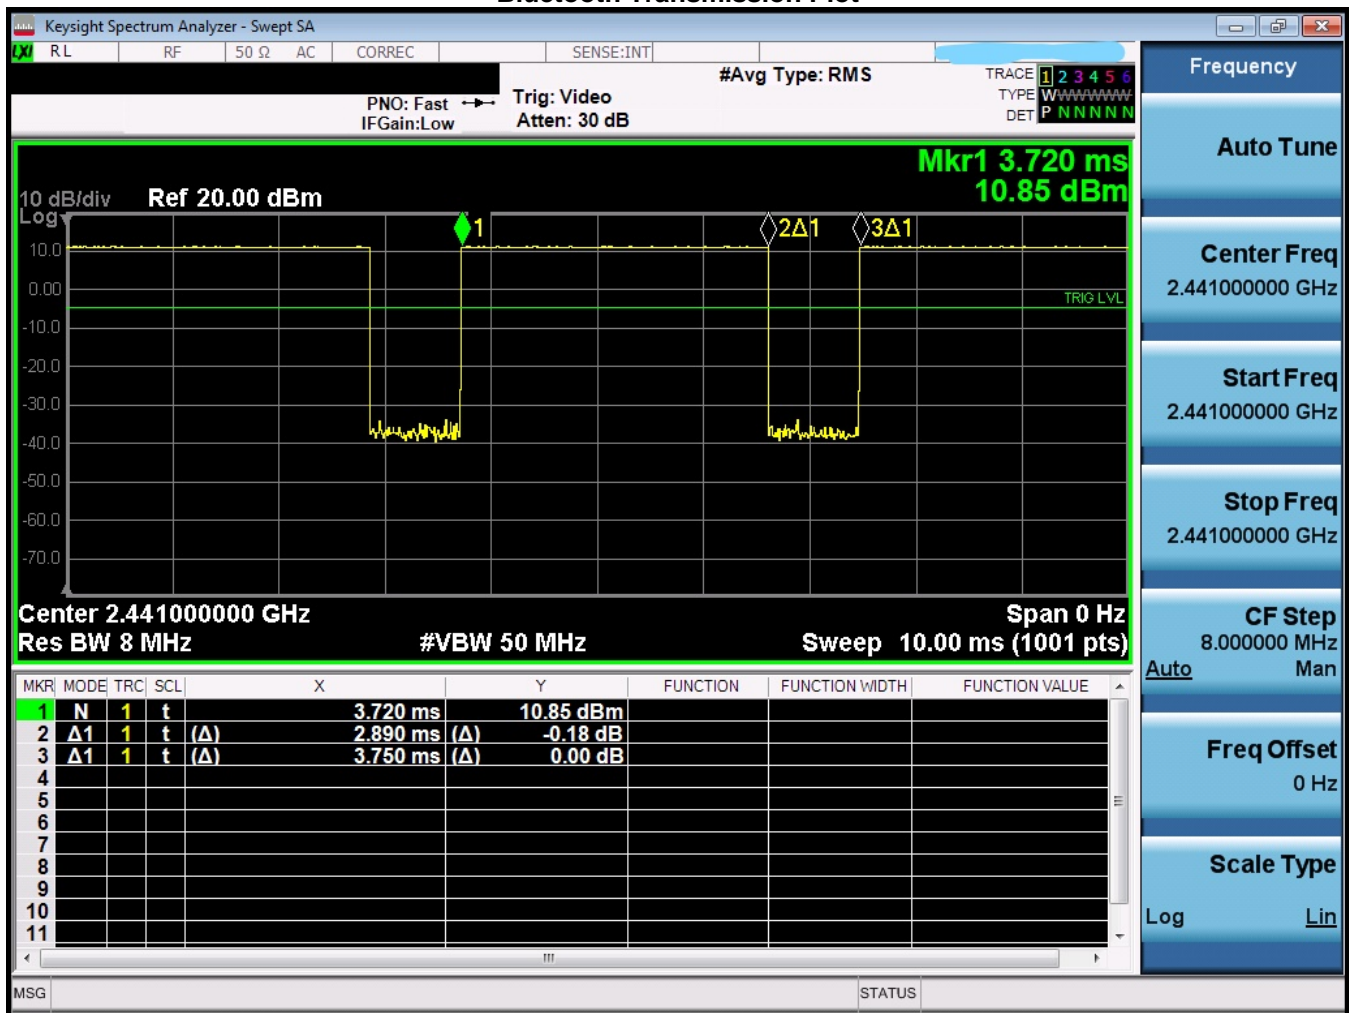 Bluetooth Transmission Plot
Keysight Spectrum Analyzer - Swept SA
LXI RL RF 50 Ω AC CORREC SENSE:INT
#Avg Type: RMS
TRACE 1 2 3 4 5 6
TYPE WWWWWW
DET P N N N N N
PNO: Fast
IFGain:Low
Trig: Video
Atten: 30 dB
Mkr1 3.720 ms
10.85 dBm
10 dB/div Ref 20.00 dBm
Log
1 2Δ1 3Δ1
10.0
0.00
TRIG LVL
-10.0
-20.0
-30.0
-40.0
-50.0
-60.0
-70.0
Center 2.441000000 GHz Span 0 Hz
Res BW 8 MHz #VBW 50 MHz Sweep 10.00 ms (1001 pts)
MKR MODE TRC SCL X Y FUNCTION FUNCTION WIDTH FUNCTION VALUE
1 N 1 t 3.720 ms 10.85 dBm
2 Δ1 1 t (Δ) 2.890 ms (Δ) -0.18 dB
3 Δ1 1 t (Δ) 3.750 ms (Δ) 0.00 dB
4
5
6
7
8
9
10
11
MSG STATUS
Frequency
Auto Tune
Center Freq
2.441000000 GHz
Start Freq
2.441000000 GHz
Stop Freq
2.441000000 GHz
CF Step
8.000000 MHz
Auto Man
Freq Offset
0 Hz
Scale Type
Log Lin